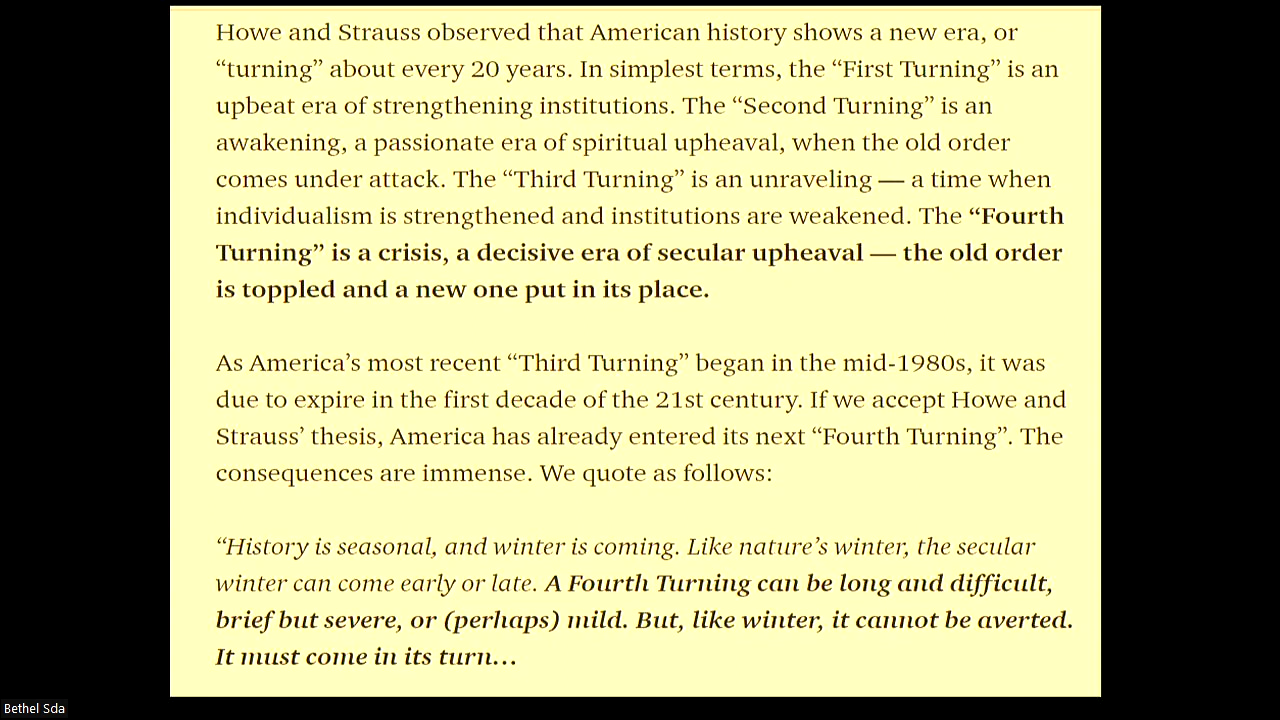 Howe and Strauss observed that American history shows a new era, or
“turning” about every 20 years. In simplest terms, the “First Turning” is an
upbeat era of strengthening institutions. The “Second Turning” is an
awakening, a passionate era of spiritual upheaval, when the old order
comes under attack. The “Third Turning” is an unraveling — a time when
individualism is strengthened and institutions are weakened. The “Fourth
Turning” is a crisis, a decisive era of secular upheaval — the old order
is toppled and a new one put in its place.
As America’s most recent “Third Turning” began in the mid-1980s, it was
due to expire in the first decade of the 21st century. If we accept Howe and
Strauss’ thesis, America has already entered its next “Fourth Turning”. The
consequences are immense. We quote as follows:
“History is seasonal, and winter is coming. Like nature’s winter, the secular
winter can come early or late. A Fourth Turning can be long and difficult,
brief but severe, or (perhaps) mild. But, like winter, it cannot be averted.
It must come in its turn…
Bethel Sda